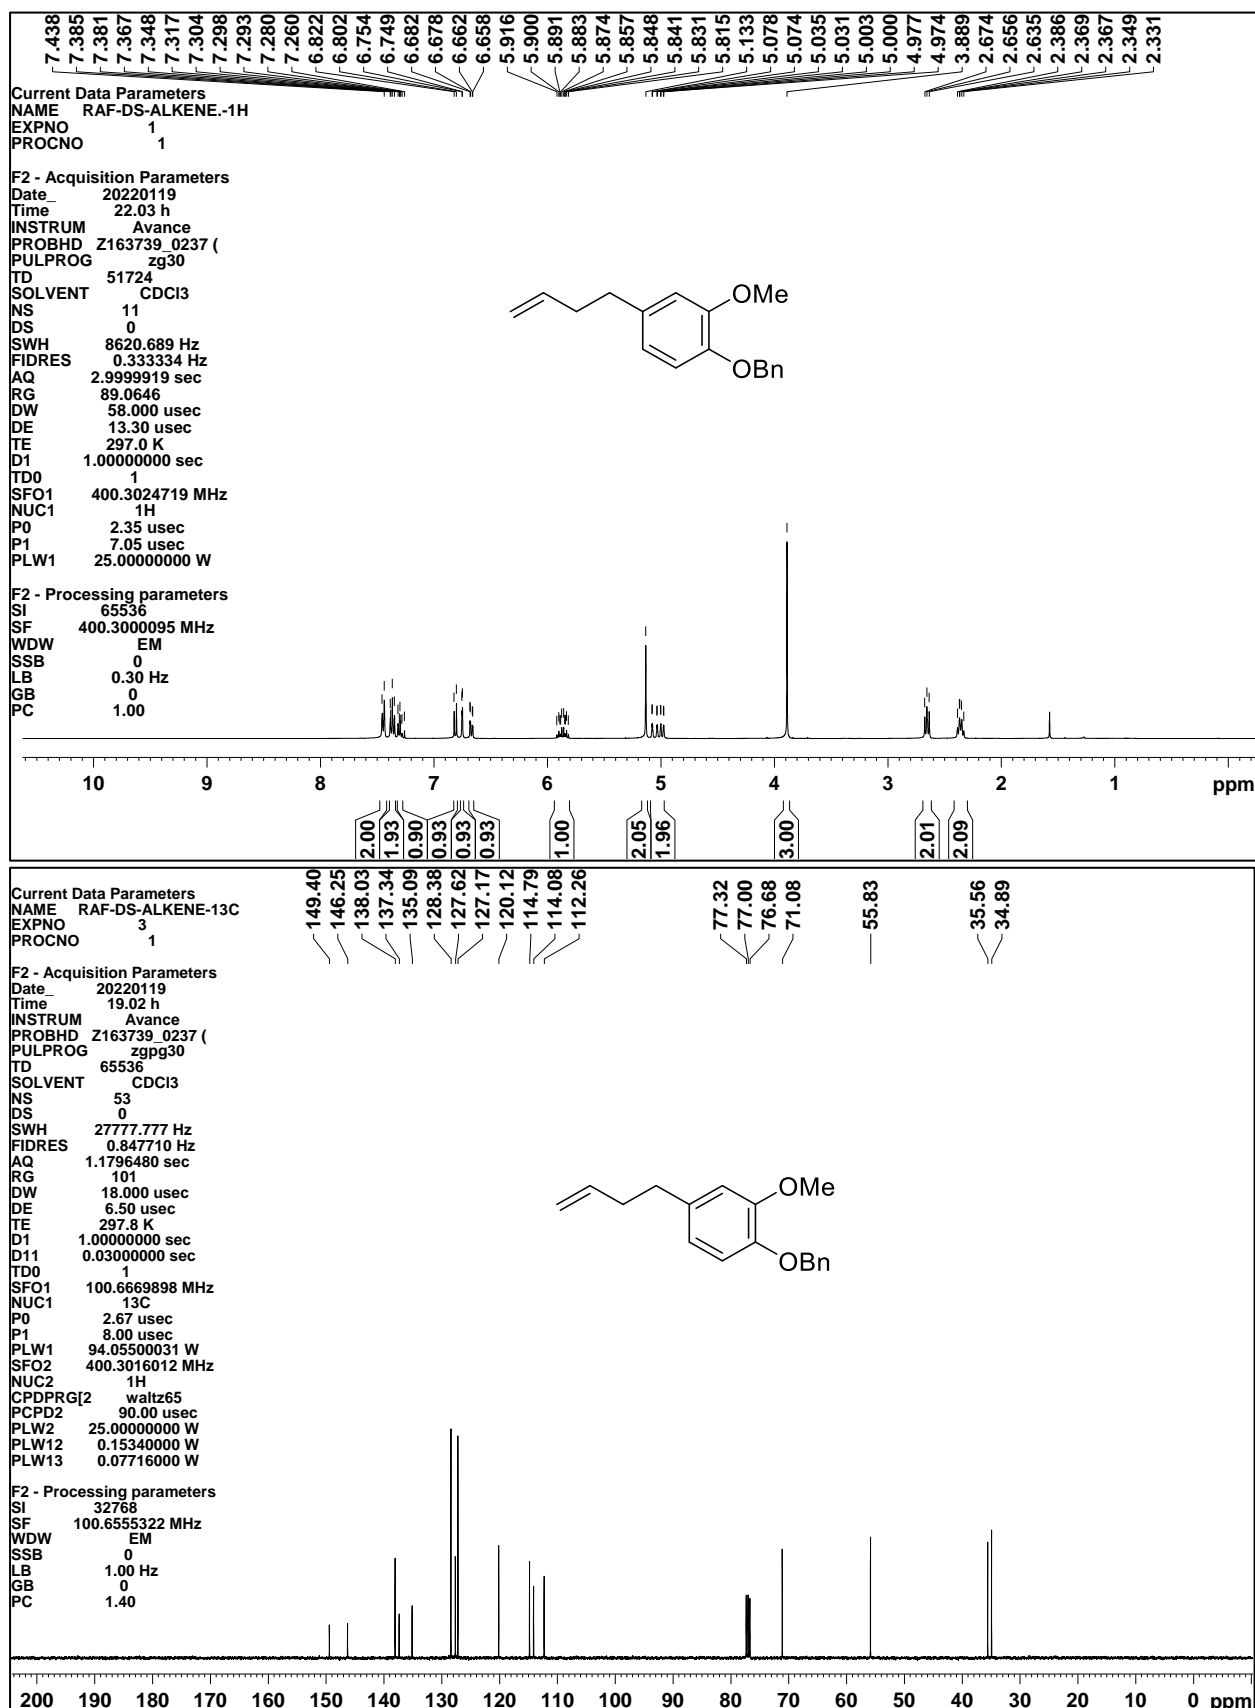 7.438
7.385
7.381
7.367
7.348
7.317
7.304
7.298
7.293
7.280
7.260
6.822
6.802
6.754
6.749
6.682
6.678
6.662
6.658
5.916
5.900
5.891
5.883
5.874
5.857
5.848
5.841
5.831
5.815
5.133
5.078
5.074
5.035
5.031
5.003
5.000
4.977
4.974
3.889
2.674
2.656
2.635
2.386
2.369
2.367
2.349
2.331
Current Data Parameters
NAME RAF-DS-ALKENE.-1H
EXPNO 1
PROCNO 1
F2 - Acquisition Parameters
Date_ 20220119
Time 22.03 h
INSTRUM Avance
PROBHD Z163739_0237 (
PULPROG zg30
TD 51724
SOLVENT CDCl3
NS 11
DS 0
SWH 8620.689 Hz
FIDRES 0.333334 Hz
AQ 2.9999919 sec
RG 89.0646
DW 58.000 usec
DE 13.30 usec
TE 297.0 K
D1 1.00000000 sec
TD0 1
SFO1 400.3024719 MHz
NUC1 1H
P0 2.35 usec
P1 7.05 usec
PLW1 25.00000000 W
F2 - Processing parameters
SI 65536
SF 400.3000095 MHz
WDW EM
SSB 0
LB 0.30 Hz
GB 0
PC 1.00
OMe
OBn
10 9 8 7 6 5 4 3 2 1 ppm
2.00
1.93
0.90
0.93
0.93
0.93
1.00
2.05
1.96
3.00
2.01
2.09
149.40
146.25
138.03
137.34
135.09
128.38
127.62
127.17
120.12
114.79
114.08
112.26
77.32
77.00
76.68
71.08
55.83
35.56
34.89
Current Data Parameters
NAME RAF-DS-ALKENE-13C
EXPNO 3
PROCNO 1
F2 - Acquisition Parameters
Date_ 20220119
Time 19.02 h
INSTRUM Avance
PROBHD Z163739_0237 (
PULPROG zgpg30
TD 65536
SOLVENT CDCl3
NS 53
DS 0
SWH 27777.777 Hz
FIDRES 0.847710 Hz
AQ 1.1796480 sec
RG 101
DW 18.000 usec
DE 6.50 usec
TE 297.8 K
D1 1.00000000 sec
D11 0.03000000 sec
TD0 1
SFO1 100.6669898 MHz
NUC1 13C
P0 2.67 usec
P1 8.00 usec
PLW1 94.05500031 W
SFO2 400.3016012 MHz
NUC2 1H
CPDPRG[2 waltz65
PCPD2 90.00 usec
PLW2 25.00000000 W
PLW12 0.15340000 W
PLW13 0.07716000 W
F2 - Processing parameters
SI 32768
SF 100.6555322 MHz
WDW EM
SSB 0
LB 1.00 Hz
GB 0
PC 1.40
OMe
OBn
200 190 180 170 160 150 140 130 120 110 100 90 80 70 60 50 40 30 20 10 0 ppm